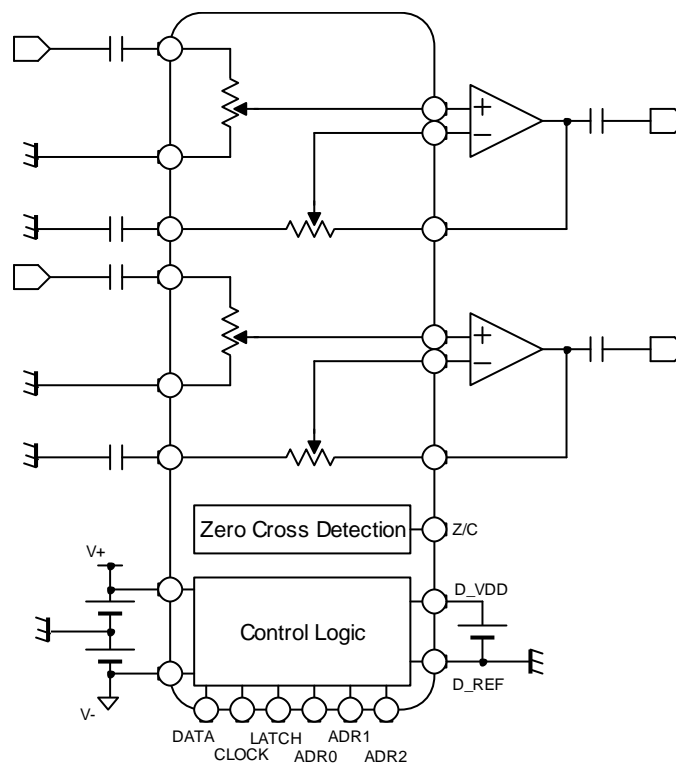 +
−
+
−
Zero Cross Detection
Z/C
V+
D_VDD
Control Logic
D_REF
V-
DATA
CLOCK
LATCH
ADR0
ADR1
ADR2